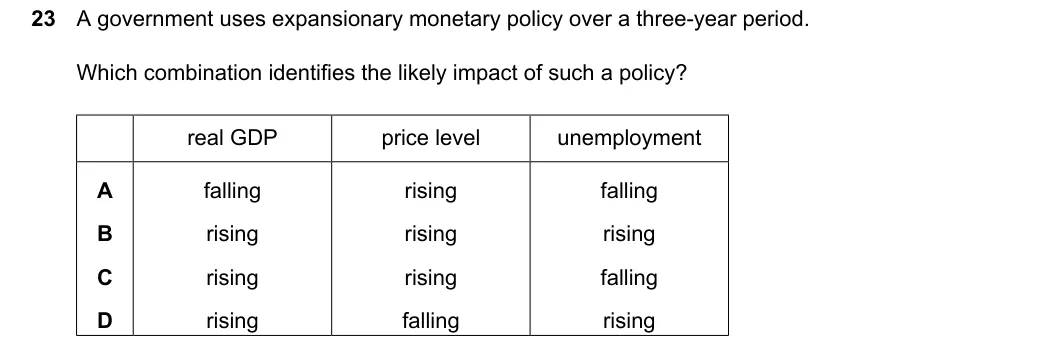 23 A government uses expansionary monetary policy over a three-year period.
Which combination identifies the likely impact of such a policy?
real GDP price level unemployment
A falling rising falling
B rising rising rising
C rising rising falling
D rising falling rising